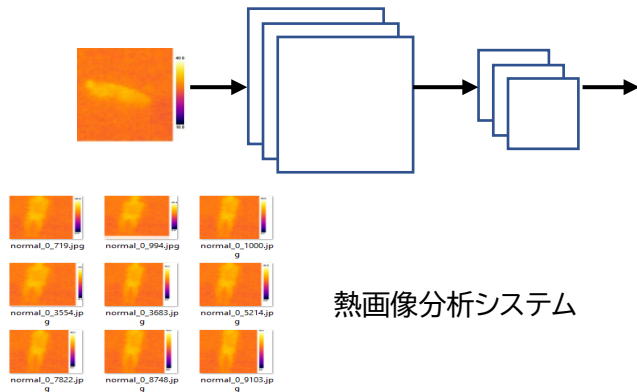 normal_0_719.jpg
normal_0_994.jpg
normal_0_1000.jp
g
normal_0_3554.jp
g
normal_0_3683.jp
g
normal_0_5214.jp
g
熱画像分析システム
normal_0_7822.jp
g
normal_0_8748.jp
g
normal_0_9103.jp
g